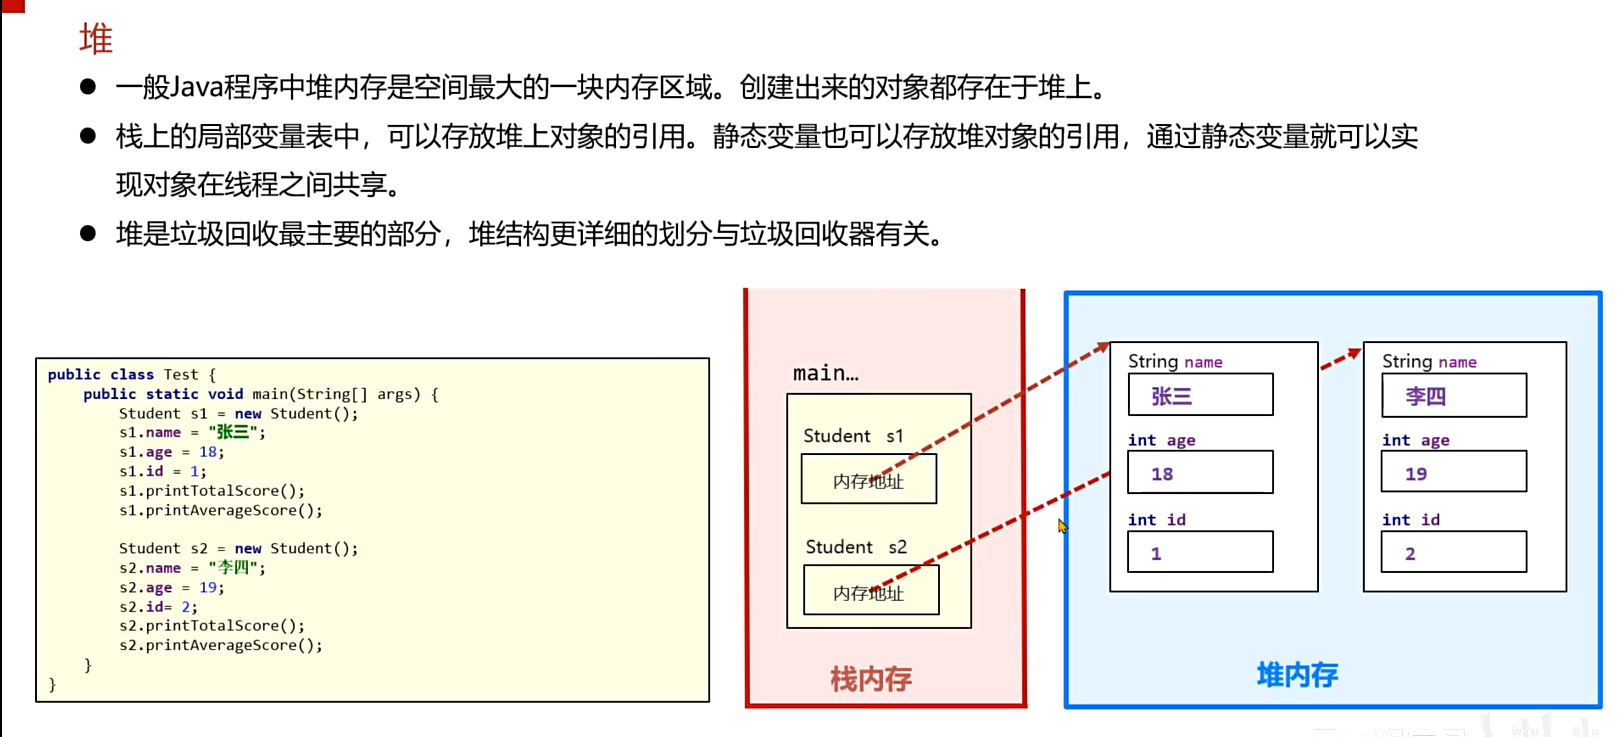 堆
● 一般Java程序中堆内存是空间最大的一块内存区域。创建出来的对象都存在于堆上。
● 栈上的局部变量表中，可以存放堆上对象的引用。静态变量也可以存放堆对象的引用，通过静态变量就可以实
现对象在线程之间共享。
● 堆是垃圾回收最主要的部分，堆结构更详细的划分与垃圾回收器有关。
public class Test {
    public static void main(String[] args) {
        Student s1 = new Student();
        s1.name = "张三";
        s1.age = 18;
        s1.id = 1;
        s1.printTotalScore();
        s1.printAverageScore();

        Student s2 = new Student();
        s2.name = "李四";
        s2.age = 19;
        s2.id= 2;
        s2.printTotalScore();
        s2.printAverageScore();
    }
}
main…
Student s1
内存地址
Student s2
内存地址
栈内存
String name
张三
int age
18
int id
1
String name
李四
int age
19
int id
2
堆内存